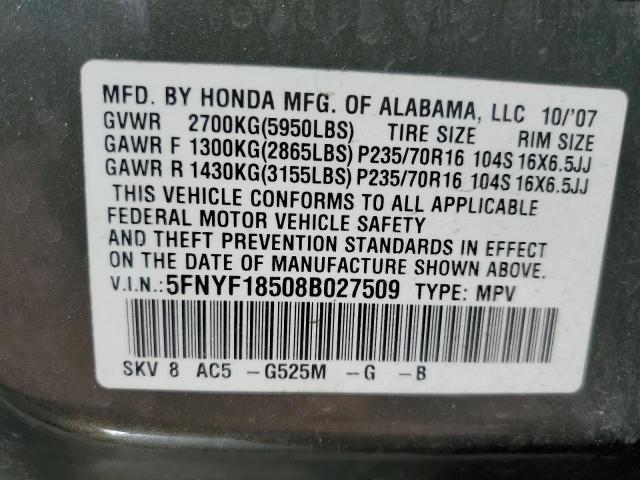 MFD. BY HONDA MFG. OF ALABAMA, LLC 10/'07
GVWR 2700KG(5950LBS) TIRE SIZE RIM SIZE
GAWR F 1300KG(2865LBS) P235/70R16 104S 16X6.5JJ
GAWR R 1430KG(3155LBS) P235/70R16 104S 16X6.5JJ
THIS VEHICLE CONFORMS TO ALL APPLICABLE
FEDERAL MOTOR VEHICLE SAFETY
AND THEFT PREVENTION STANDARDS IN EFFECT
ON THE DATE OF MANUFACTURE SHOWN ABOVE.
V.I.N.:5FNYF18508B027509 TYPE: MPV
SKV 8 AC5 -G525M -G -B